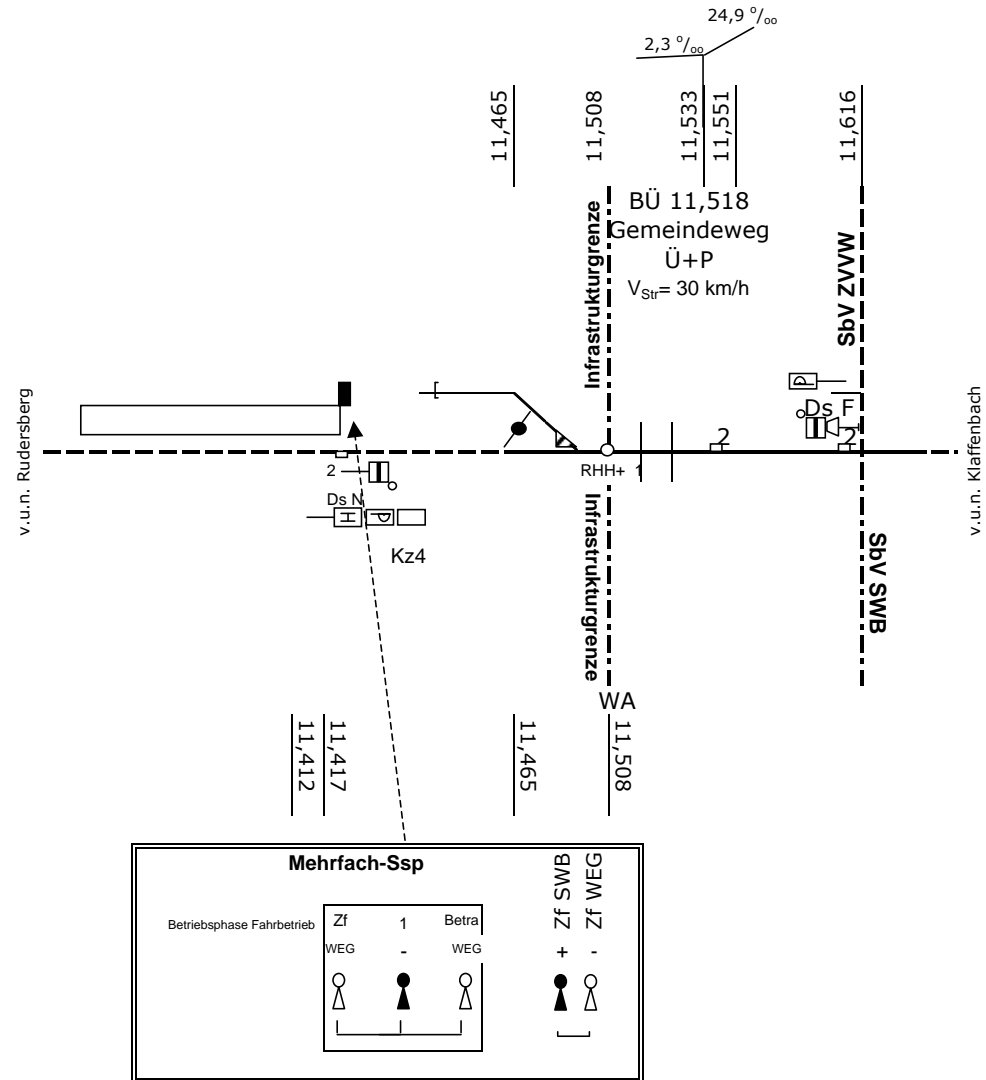 24,9 º/ₒₒ
2,3 º/ₒₒ
11,465
11,508
11,533
11,551
11,616
BÜ 11,518
Gemeindeweg
Ü+P
VStr= 30 km/h
Infrastrukturgrenze
SbV ZVVW
v.u.n. Rudersberg
Ds F
2
2
2
RHH+ 1
Ds N
Kz4
v.u.n. Klaffenbach
Infrastrukturgrenze
SbV SWB
WA
11,412
11,417
11,465
11,508
Mehrfach-Ssp
Betriebsphase Fahrbetrieb
Zf 1 Betra
WEG - WEG
Zf SWB
Zf WEG
+ -